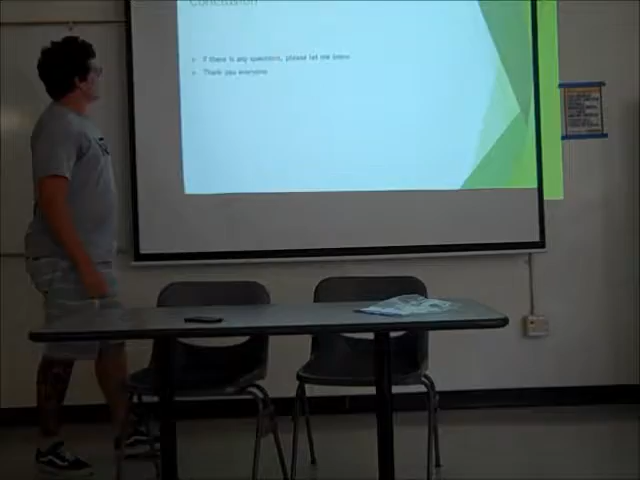 Conclusion
If there is any questions, please let me know
Thank you everyone